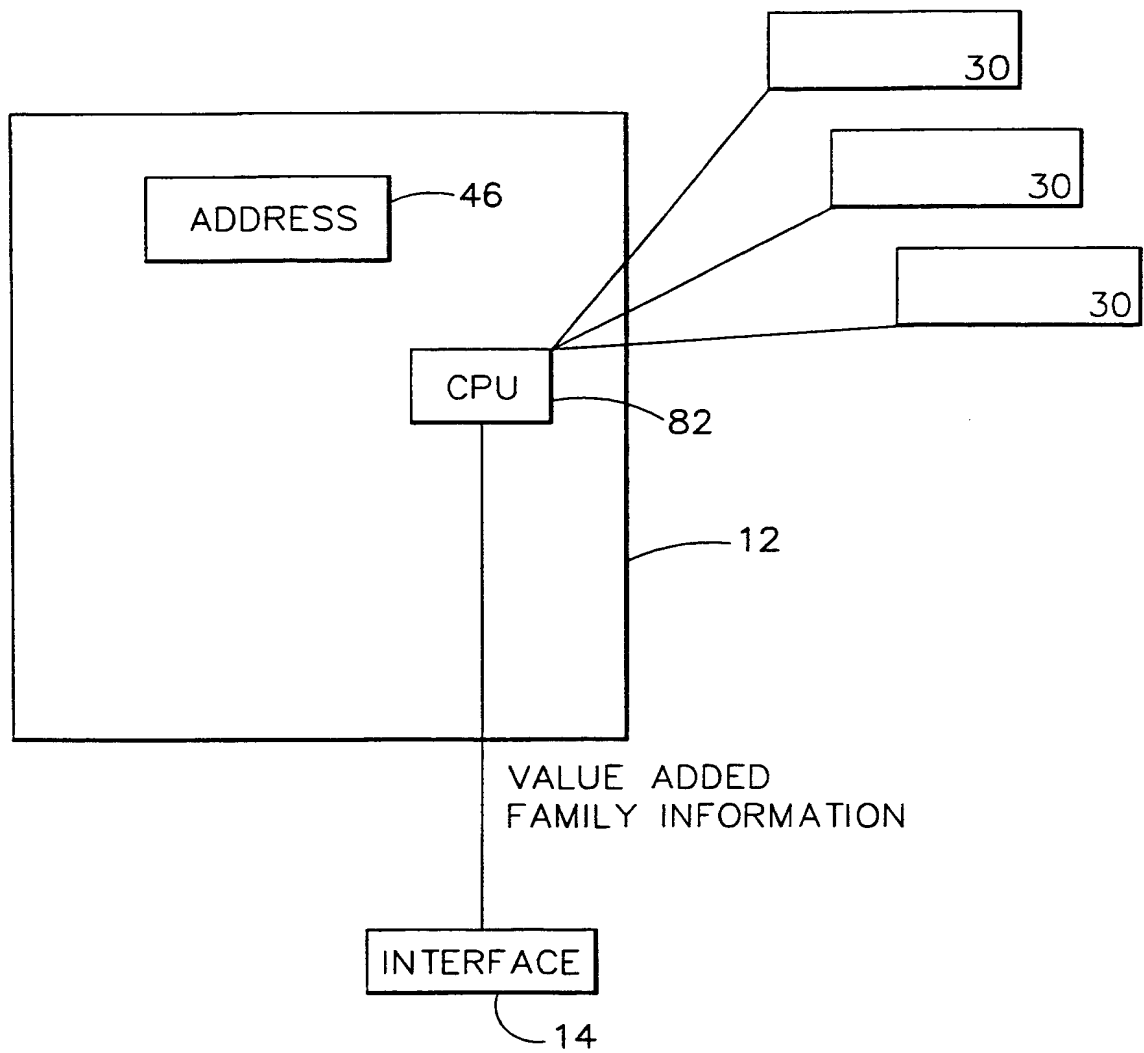 30
30
30
ADDRESS
46
CPU
82
12
VALUE ADDED
FAMILY INFORMATION
INTERFACE
14